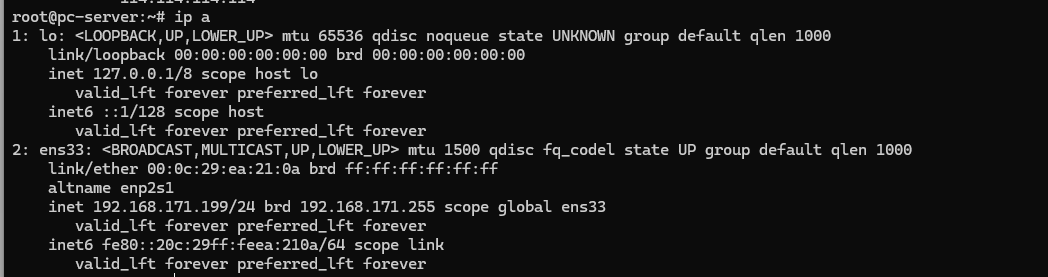 root@pc-server:~# ip a
1: lo: <LOOPBACK,UP,LOWER_UP> mtu 65536 qdisc noqueue state UNKNOWN group default qlen 1000
    link/loopback 00:00:00:00:00:00 brd 00:00:00:00:00:00
    inet 127.0.0.1/8 scope host lo
       valid_lft forever preferred_lft forever
    inet6 ::1/128 scope host
       valid_lft forever preferred_lft forever
2: ens33: <BROADCAST,MULTICAST,UP,LOWER_UP> mtu 1500 qdisc fq_codel state UP group default qlen 1000
    link/ether 00:0c:29:ea:21:0a brd ff:ff:ff:ff:ff:ff
    altname enp2s1
    inet 192.168.171.199/24 brd 192.168.171.255 scope global ens33
       valid_lft forever preferred_lft forever
    inet6 fe80::20c:29ff:feea:210a/64 scope link
       valid_lft forever preferred_lft forever